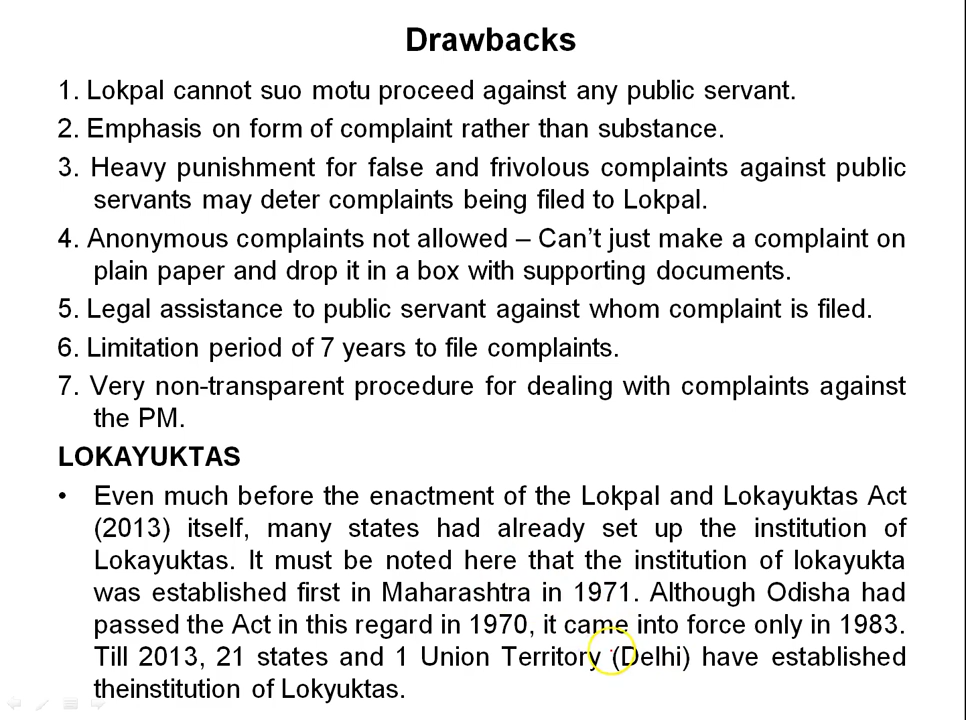 Drawbacks
1. Lokpal cannot suo motu proceed against any public servant.
2. Emphasis on form of complaint rather than substance.
3. Heavy punishment for false and frivolous complaints against public
servants may deter complaints being filed to Lokpal.
4. Anonymous complaints not allowed – Can't just make a complaint on
plain paper and drop it in a box with supporting documents.
5. Legal assistance to public servant against whom complaint is filed.
6. Limitation period of 7 years to file complaints.
7. Very non-transparent procedure for dealing with complaints against
the PM.
LOKAYUKTAS
• Even much before the enactment of the Lokpal and Lokayuktas Act
(2013) itself, many states had already set up the institution of
Lokayuktas. It must be noted here that the institution of lokayukta
was established first in Maharashtra in 1971. Although Odisha had
passed the Act in this regard in 1970, it came into force only in 1983.
Till 2013, 21 states and 1 Union Territory (Delhi) have established
theinstitution of Lokyuktas.